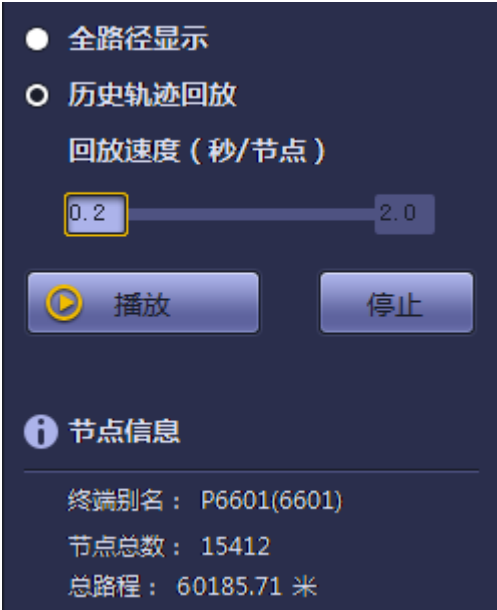 全路径显示
历史轨迹回放
回放速度（秒/节点）
0.2 2.0
播放 停止
节点信息
终端别名： P6601(6601)
节点总数： 15412
总路程： 60185.71 米